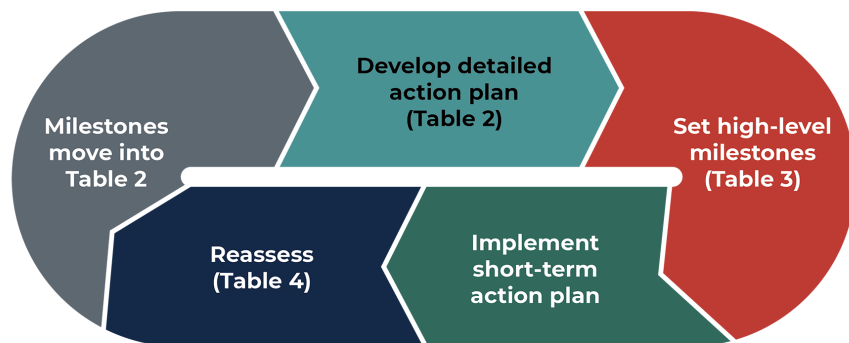 Milestones
move into
Table 2
Develop detailed
action plan
(Table 2)
Set high-level
milestones
(Table 3)
Implement
short-term
action plan
Reassess
(Table 4)